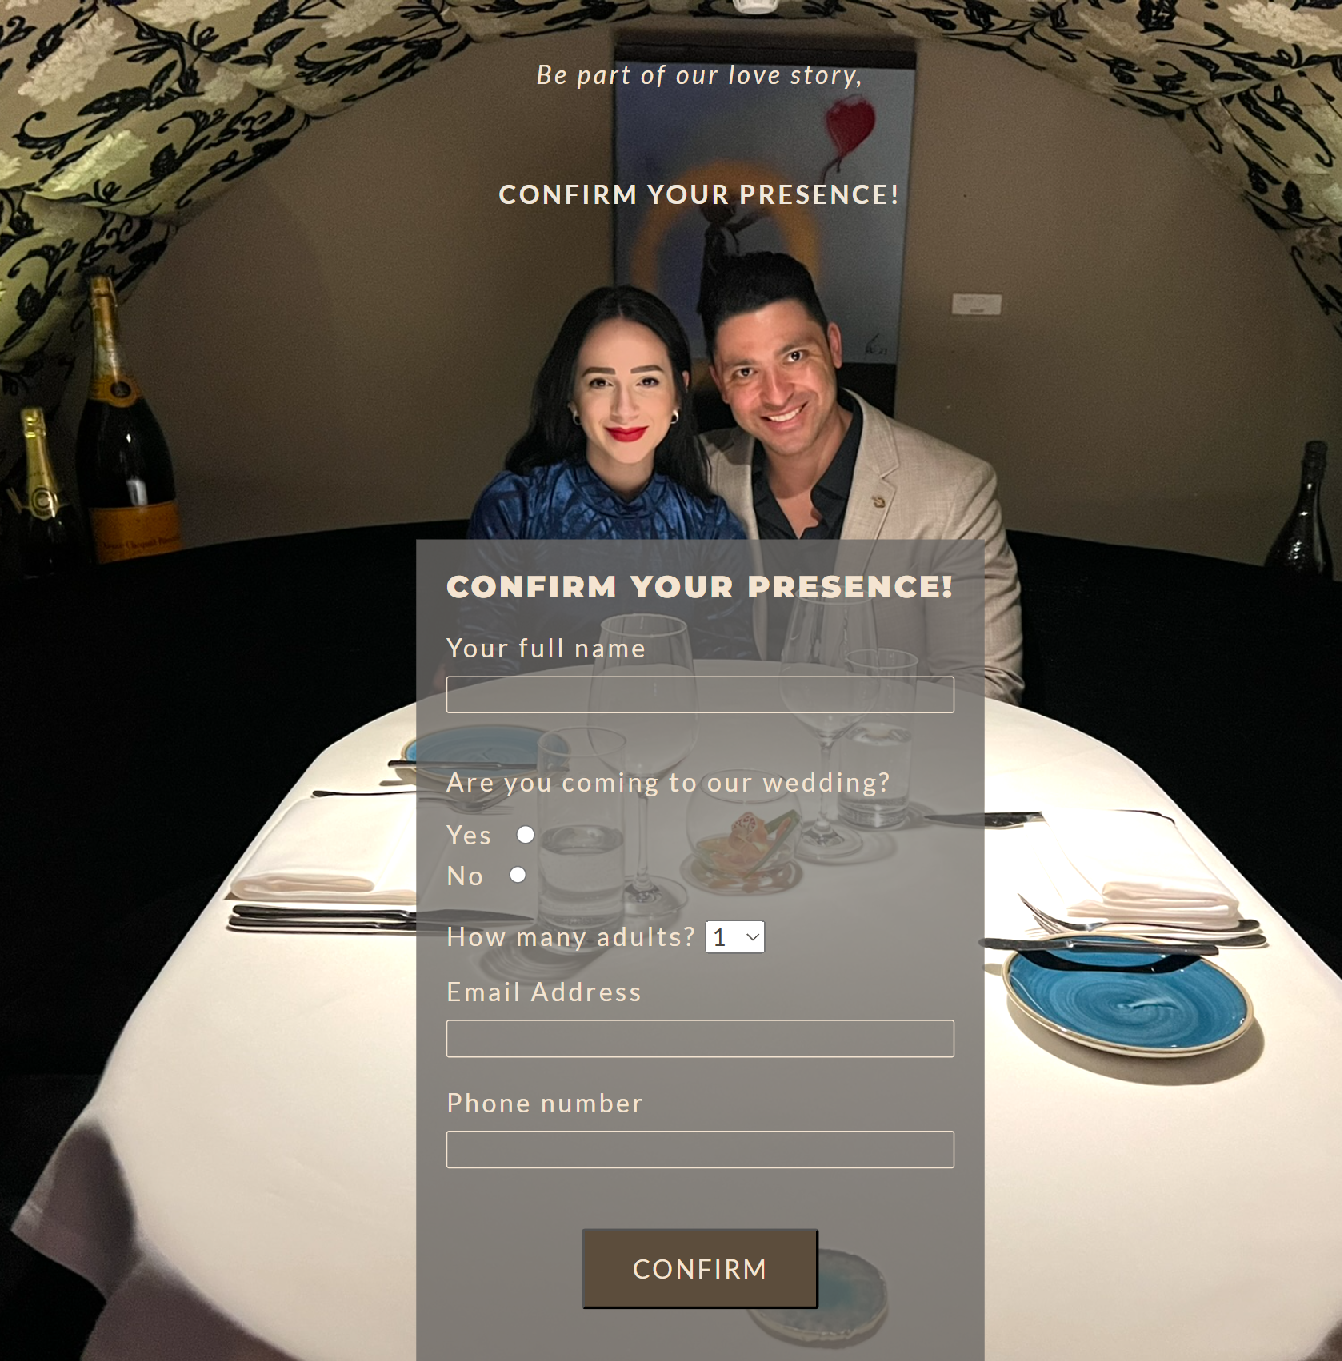 Be part of our love story,
CONFIRM YOUR PRESENCE!
CONFIRM YOUR PRESENCE!
Your full name
Are you coming to our wedding?
Yes
No
How many adults? 1
Email Address
Phone number
CONFIRM